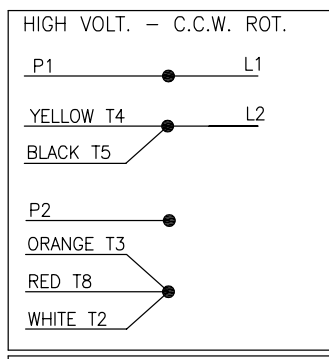 HIGH VOLT. – C.C.W. ROT.
P1 L1
YELLOW T4 L2
BLACK T5
P2
ORANGE T3
RED T8
WHITE T2